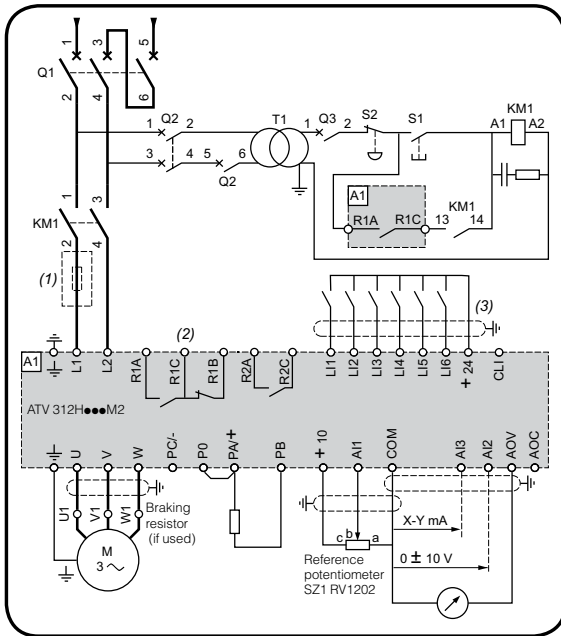 1 3 5
Q1
2 4 6
1 Q2 2
T1
1 Q3 2
S2
S1
KM1
A1 A2
3 4 5 6
Q2
A1
R1A R1C
13 KM1 14
1 3
KM1
2 4
(1)
(2)
(3)
A1
L1 L2 R1A R1C R1B R2A R2C LI1 LI2 LI3 LI4 LI5 LI6 + 24 CLI
ATV 312H●●●M2
U V W PC/- P0 PA/+ PB + 10 AI1 COM AI3 AI2 AOV AOC
U1 V1 W1
Braking
resistor
(if used)
M
3
c b a
X-Y mA
0 ± 10 V
Reference
potentiometer
SZ1 RV1202